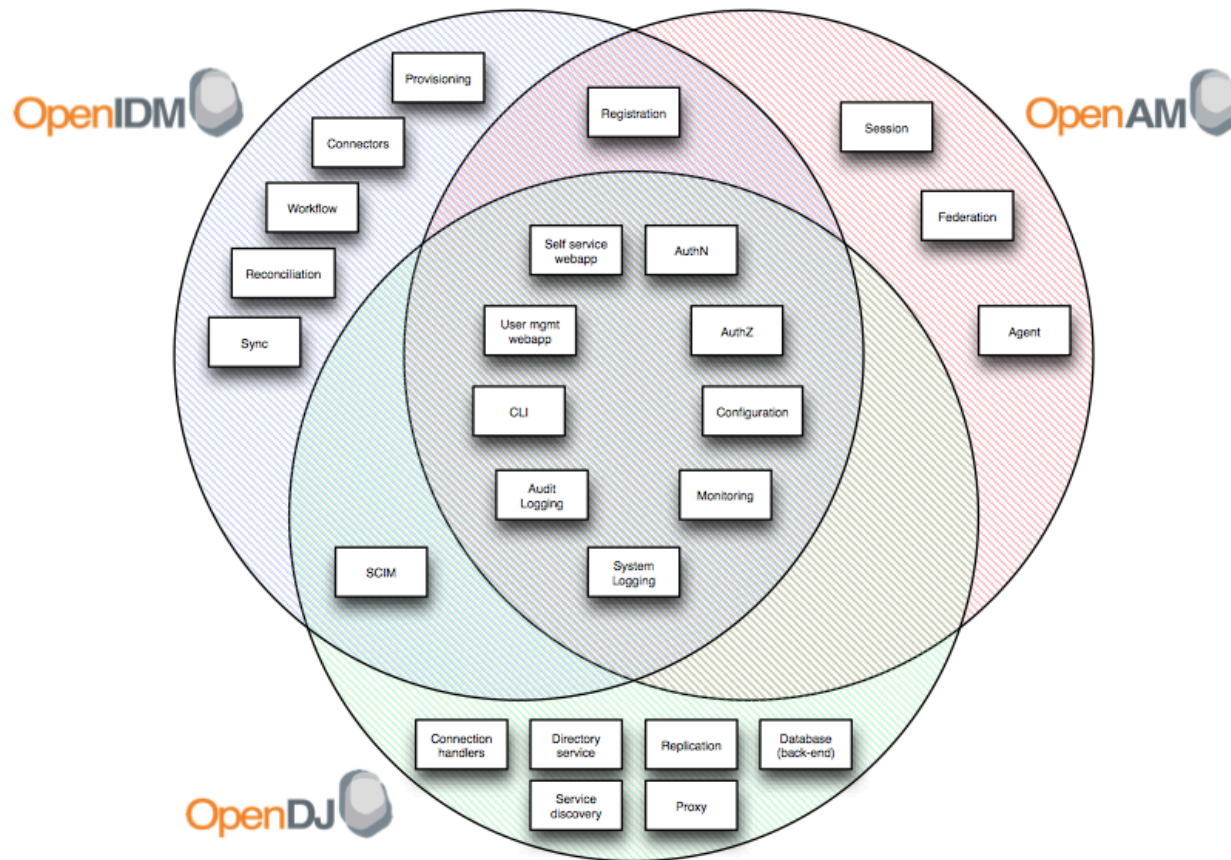 OpenIDM
OpenAM
Provisioning
Registration
Session
Connectors
Workflow
Federation
Self service
webapp
AuthN
Reconciliation
User mgmt
webapp
AuthZ
Agent
Sync
CLI
Configuration
Audit
Logging
Monitoring
SCIM
System
Logging
Connection
handlers
Directory
service
Replication
Database
(back-end)
Service
discovery
Proxy
OpenDJ